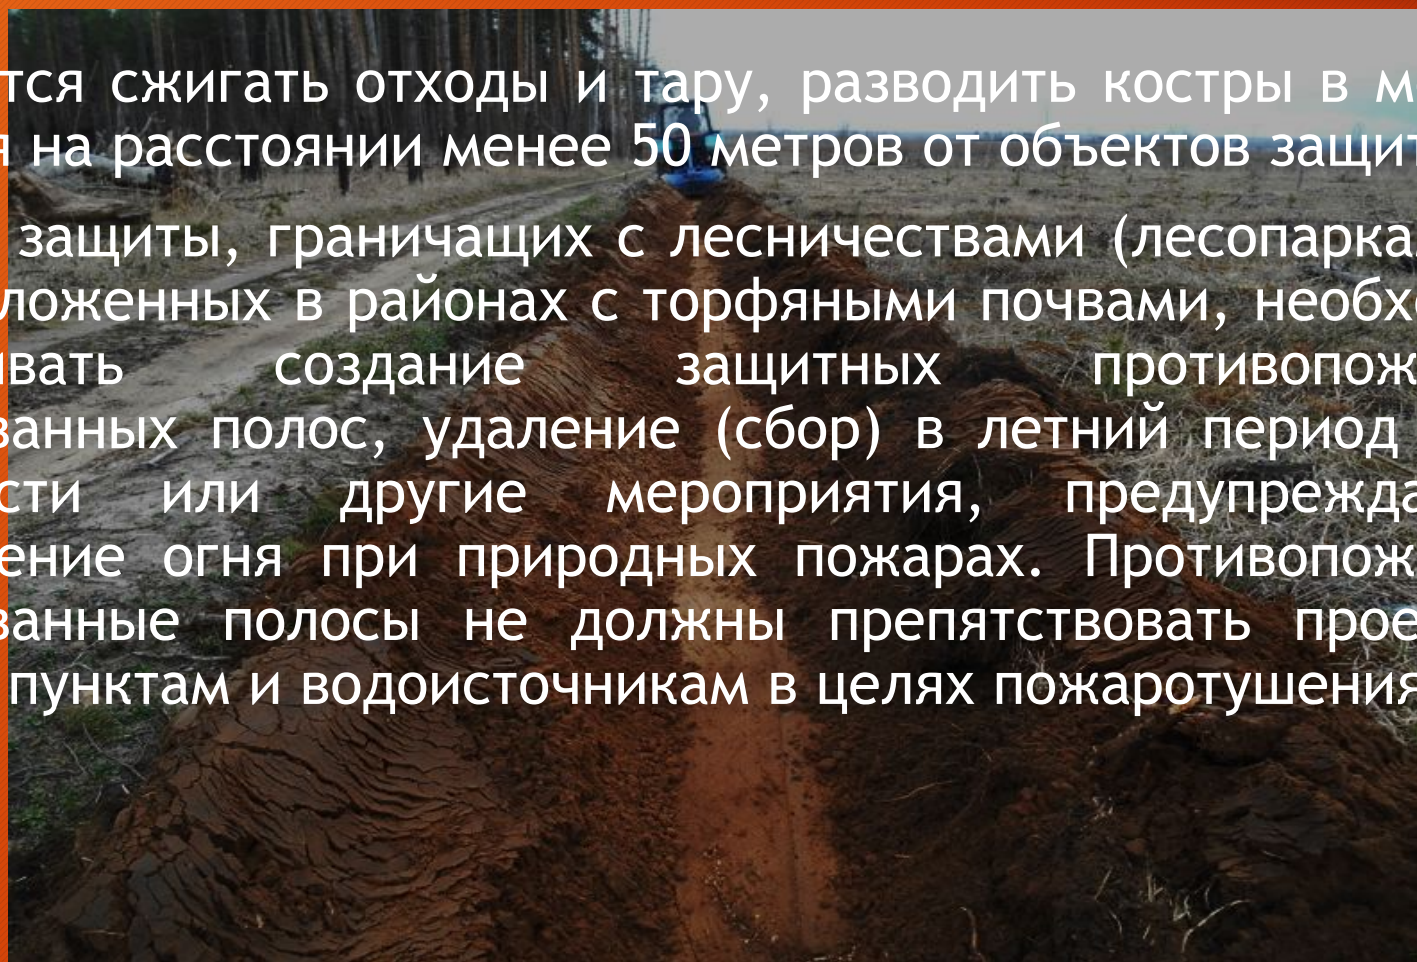 тся сжигать отходы и тару, разводить костры в м
я на расстоянии менее 50 метров от объектов защит
защиты, граничащих с лесничествами (лесопарка
ложенных в районах с торфяными почвами, необх
вать создание защитных противопож
ванных полос, удаление (сбор) в летний период
сти или другие мероприятия, предупрежда
ение огня при природных пожарах. Противопож
ванные полосы не должны препятствовать прое
пунктам и водоисточникам в целях пожаротушения